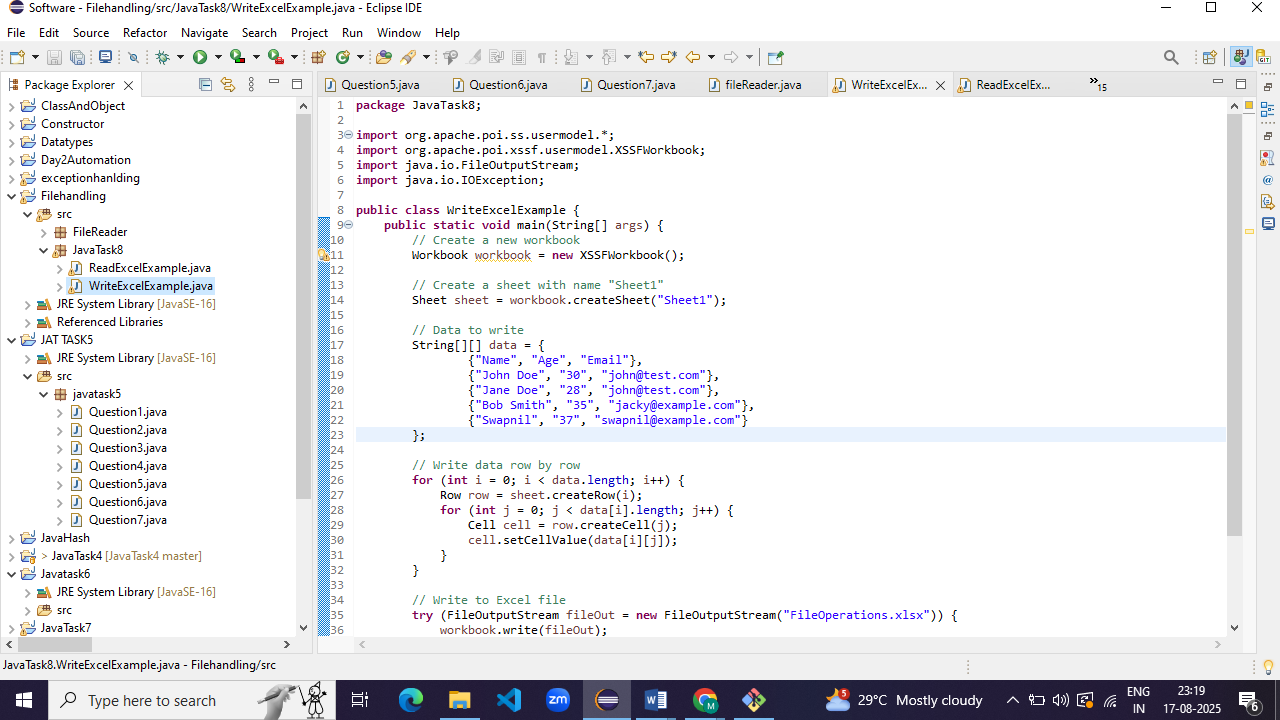 Software - Filehandling/src/JavaTask8/WriteExcelExample.java - Eclipse IDE
File Edit Source Refactor Navigate Search Project Run Window Help
Package Explorer
ClassAndObject
Constructor
Datatypes
Day2Automation
exceptionhanlding
Filehandling
src
FileReader
JavaTask8
ReadExcelExample.java
WriteExcelExample.java
JRE System Library [JavaSE-16]
Referenced Libraries
JAT TASK5
JRE System Library [JavaSE-16]
src
javatask5
Question1.java
Question2.java
Question3.java
Question4.java
Question5.java
Question6.java
Question7.java
JavaHash
> JavaTask4 [JavaTask4 master]
Javatask6
JRE System Library [JavaSE-16]
src
JavaTask7
Question5.java Question6.java Question7.java fileReader.java WriteExcelEx... ReadExcelEx... »15
1 package JavaTask8;
2
3 import org.apache.poi.ss.usermodel.*;
4 import org.apache.poi.xssf.usermodel.XSSFWorkbook;
5 import java.io.FileOutputStream;
6 import java.io.IOException;
7
8 public class WriteExcelExample {
9 public static void main(String[] args) {
10 // Create a new workbook
11 Workbook workbook = new XSSFWorkbook();
12
13 // Create a sheet with name "Sheet1"
14 Sheet sheet = workbook.createSheet("Sheet1");
15
16 // Data to write
17 String[][] data = {
18 {"Name", "Age", "Email"},
19 {"John Doe", "30", "john@test.com"},
20 {"Jane Doe", "28", "john@test.com"},
21 {"Bob Smith", "35", "jacky@example.com"},
22 {"Swapnil", "37", "swapnil@example.com"}
23 };
24
25 // Write data row by row
26 for (int i = 0; i < data.length; i++) {
27 Row row = sheet.createRow(i);
28 for (int j = 0; j < data[i].length; j++) {
29 Cell cell = row.createCell(j);
30 cell.setCellValue(data[i][j]);
31 }
32 }
33
34 // Write to Excel file
35 try (FileOutputStream fileOut = new FileOutputStream("FileOperations.xlsx")) {
36 workbook.write(fileOut);
JavaTask8.WriteExcelExample.java - Filehandling/src
Type here to search
zm
M
5
29°C Mostly cloudy
ENG
IN
23:19
17-08-2025
6